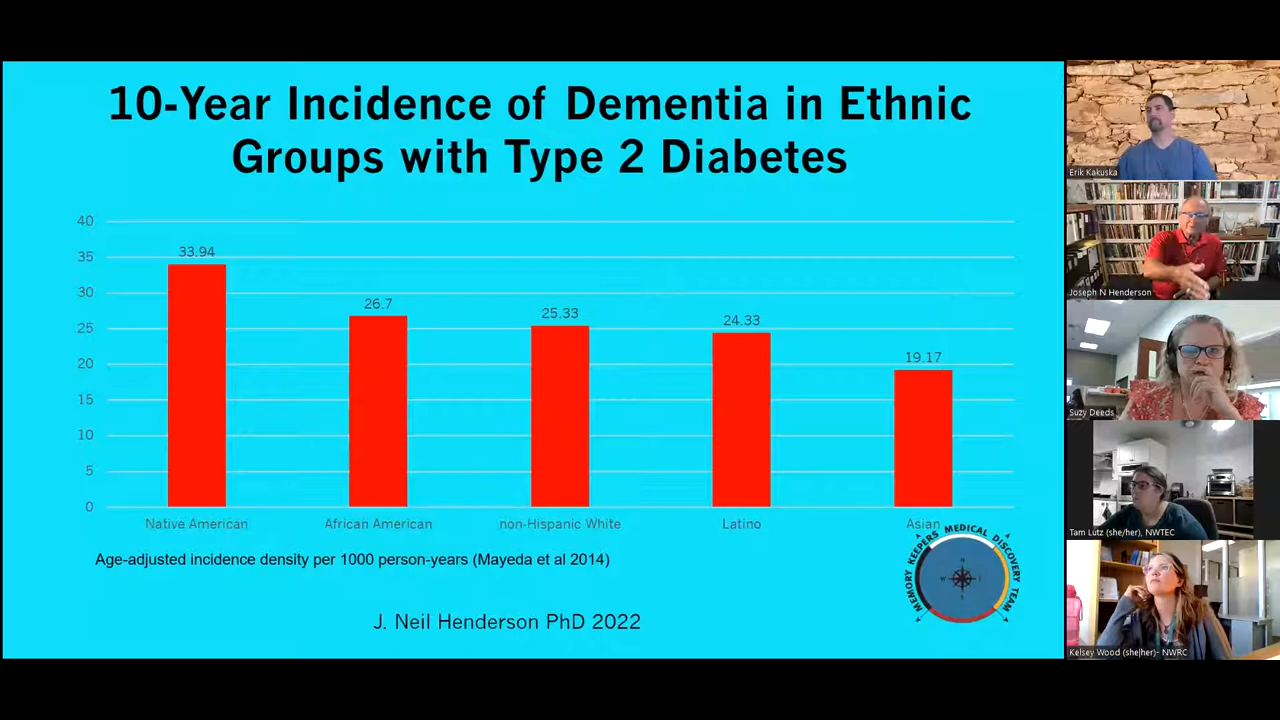 10-Year Incidence of Dementia in Ethnic
Groups with Type 2 Diabetes
40
35
30
25
20
15
10
5
0
33.94
26.7
25.33
24.33
19.17
Native American
African American
non-Hispanic White
Latino
Asian
Age-adjusted incidence density per 1000 person-years (Mayeda et al 2014)
J. Neil Henderson PhD 2022
MEMORY KEEPERS MEDICAL DISCOVERY TEAM
N
W
S
Erik Kakuska
Joseph N Henderson
Suzy Deeds
Tam Lutz (she/her), NWTEC
Kelsey Wood (she/her)- NWRC